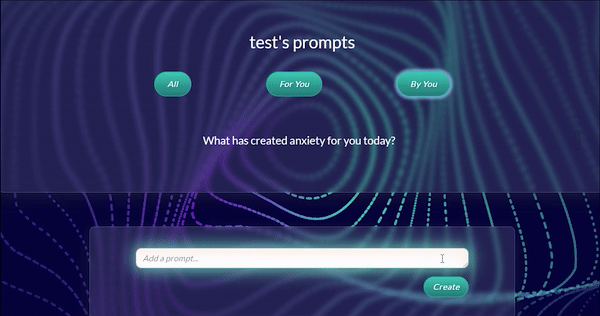 test's prompts
All
For You
By You
What has created anxiety for you today?
Add a prompt...
Create